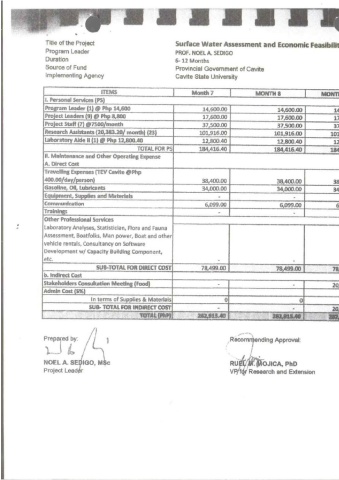 Title of the Project Surface Water Assessment and Economic Feasibilit
Program Leader PROF. NOEL A. SEDIGO
Duration 6- 12 Months
Source of Fund Provincial Government of Cavite
Implementing Agency Cavite State University
ITEMS Month 7 MONTH 8 MONT
I. Personal Services (PS)
Program Leader (1) @ Php 14,600 14,600.00 14,600.00 14
Project Leaders (9) @ Php 8,800 17,600.00 17,600.00 17
Project Staff (7) @7500/month 37,500.00 37,500.00 37
Research Assistances (20,383.20/ month) (23) 101,916.00 101,916.00 101
Laboratory Aide II (1) @ Php 12,800.40 12,800.40 12,800.40 12
TOTAL FOR PS 184,416.40 184,416.40 184
II. Maintenance and Other Operating Expense
A. Direct Cost
Travelling Expenses (TEV Cavite @Php
400.00/day/person) 38,400.00 38,400.00 38
Gasoline, Oil, Lubricants 34,000.00 34,000.00 34
Equipment, Supplies and Materials - -
Communication 6,099.00 6,099.00 6
Trainings - -
Other Professional Services
Laboratory Analyses, Statistician, Flora and Fauna
Assessment, Bootfolks, Man power, Boat and other
vehicle rentals, Consultancy on Software
Development w/ Capacity Building Component,
etc. - -
SUB-TOTAL FOR DIRECT COST 78,499.00 78,499.00 78
b. Indirect Cost
Stakeholders Consultation Meeting (Food) - - 20
Admin Cost (5%)
In terms of Supplies & Materials 0 0
SUB- TOTAL FOR INDIRECT COST - - 20
TOTAL (PhP) 262,915.40 262,915.40
Prepared by: Recommending Approval:
NOEL A. SEDIGO, MSc RUEL M. MOJICA, PhD
Project Leader VP for Research and Extension